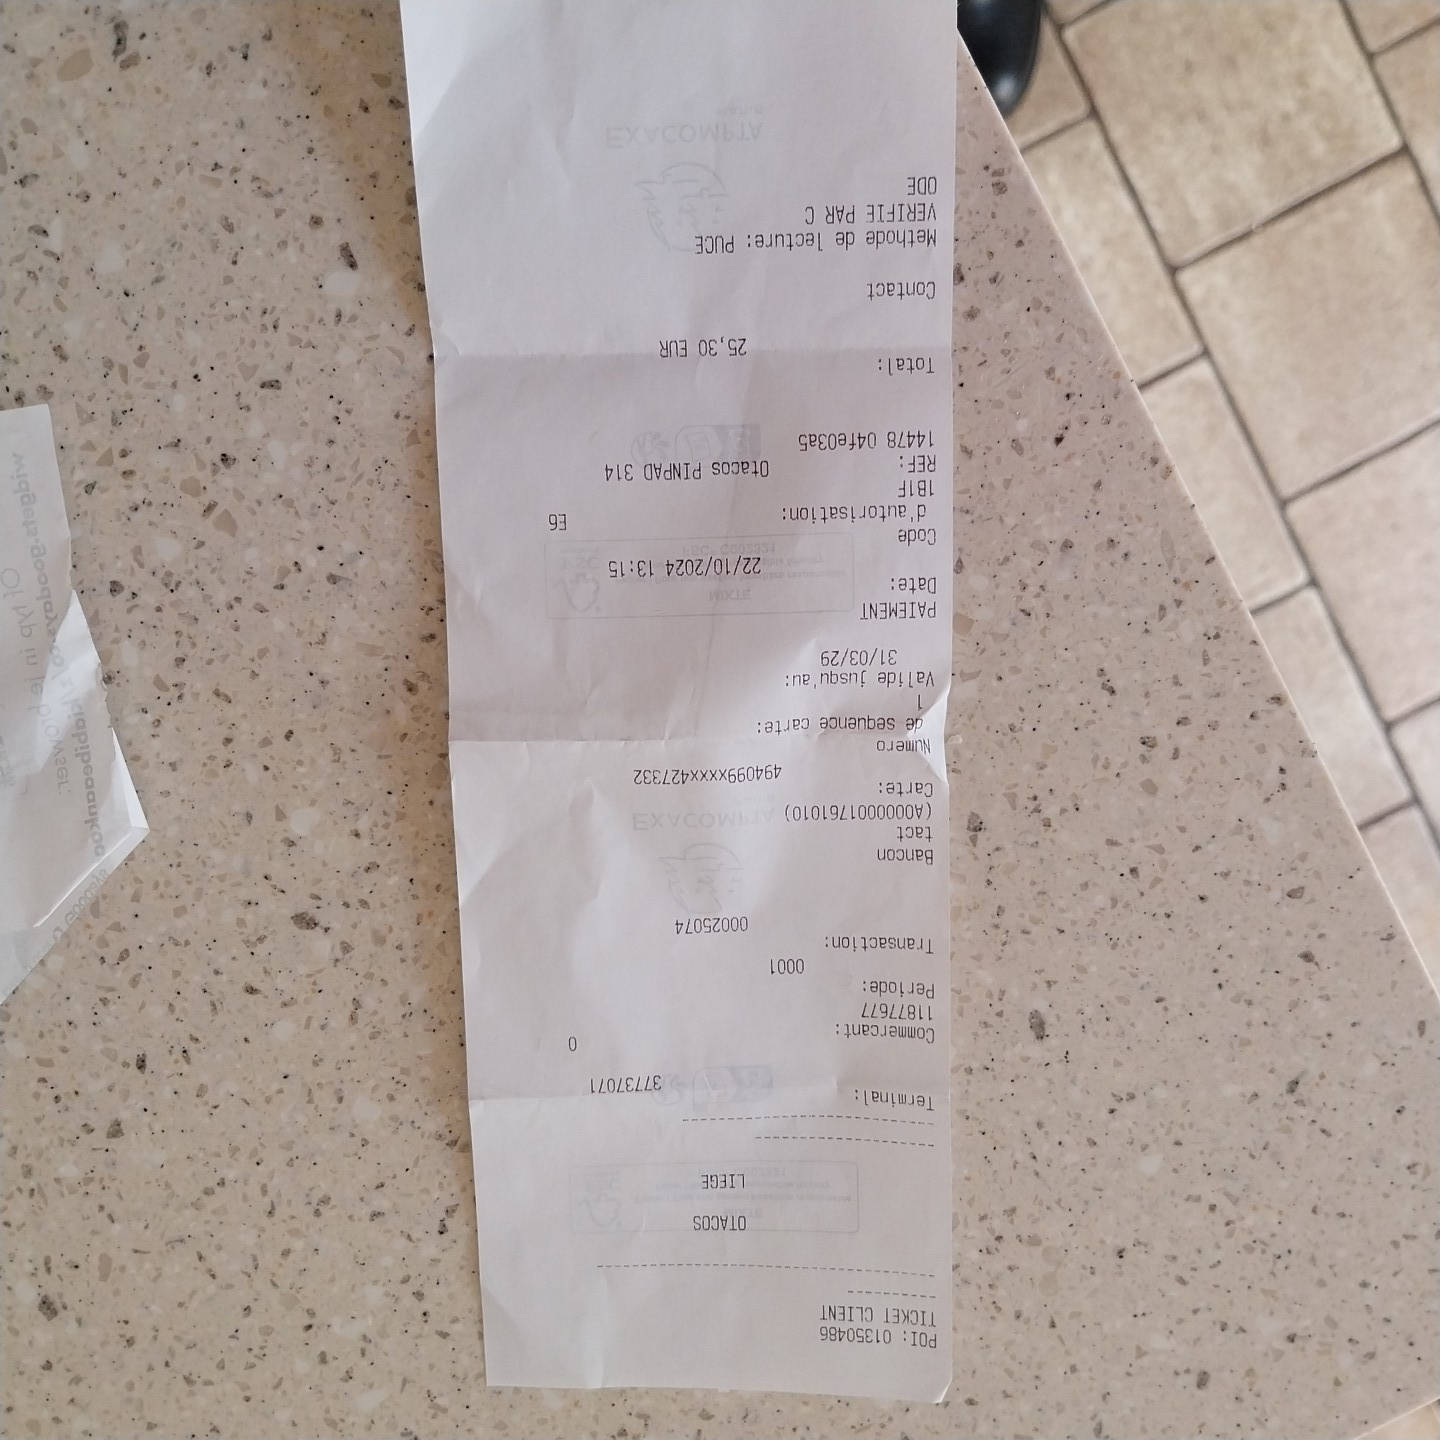 POI: 01350486
TICKET CLIENT
---------
------------------------------------
OTACOS
LIEGE
-------------------
---------------------------
Terminal:
37737071
0
Commercant:
11877677
Periode:
0001
Transaction:
00025074
Bancon
tact
(A0000001761010)
Carte:
494099xxxxx427332
Numero
de sequence carte:
1
Valide jusqu'au:
31/03/29
PAIEMENT
Date:
22/10/2024 13:15
Code
d'autorisation:
E6
1B1F
REF:
Otacos PINPAD 314
14478 04fe03a5
Total:
25,30 EUR
Contact
Methode de lecture: PUCE
VERIFIE PAR C
ODE
EXACOMPTA
EXACOMPTA
MIXTE